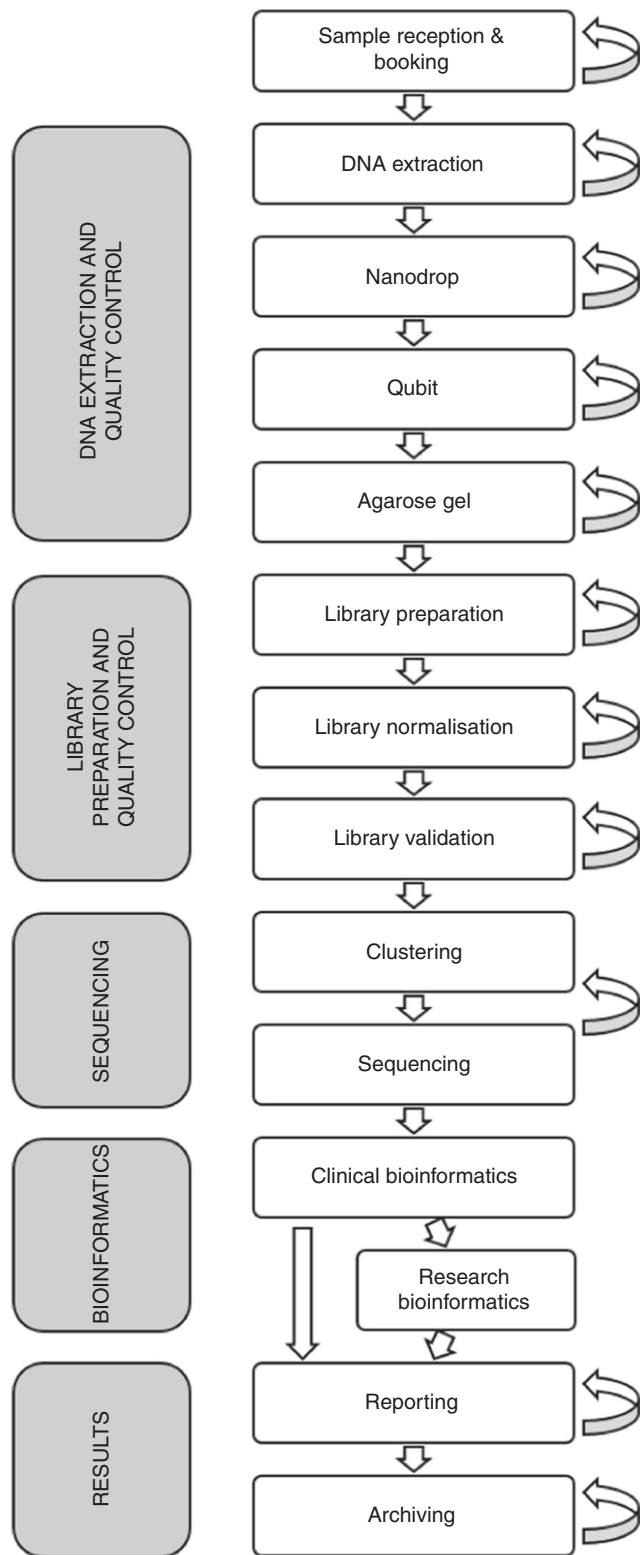 Sample reception &
booking
DNA EXTRACTION AND
QUALITY CONTROL
DNA extraction
Nanodrop
Qubit
Agarose gel
LIBRARY
PREPARATION AND
QUALITY CONTROL
Library preparation
Library normalisation
Library validation
SEQUENCING
Clustering
Sequencing
BIOINFORMATICS
Clinical bioinformatics
Research
bioinformatics
RESULTS
Reporting
Archiving